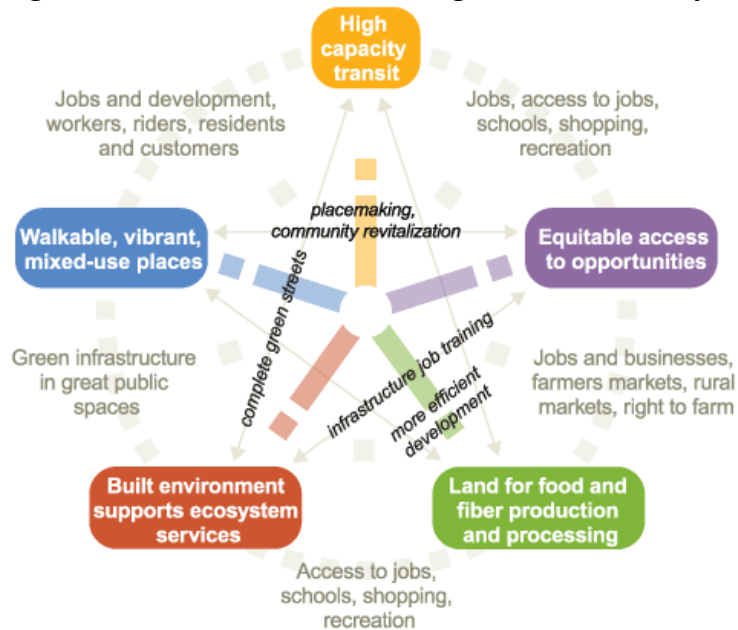 High
capacity
transit
Jobs and development,
workers, riders, residents
and customers
Jobs, access to jobs,
schools, shopping,
recreation
placemaking,
community revitalization
Walkable, vibrant,
mixed-use places
Equitable access
to opportunities
complete green streets
infrastructure job training
more efficient
development
Green infrastructure
in great public
spaces
Jobs and businesses,
farmers markets, rural
markets, right to farm
Built environment
supports ecosystem
services
Land for food and
fiber production
and processing
Access to jobs,
schools, shopping,
recreation